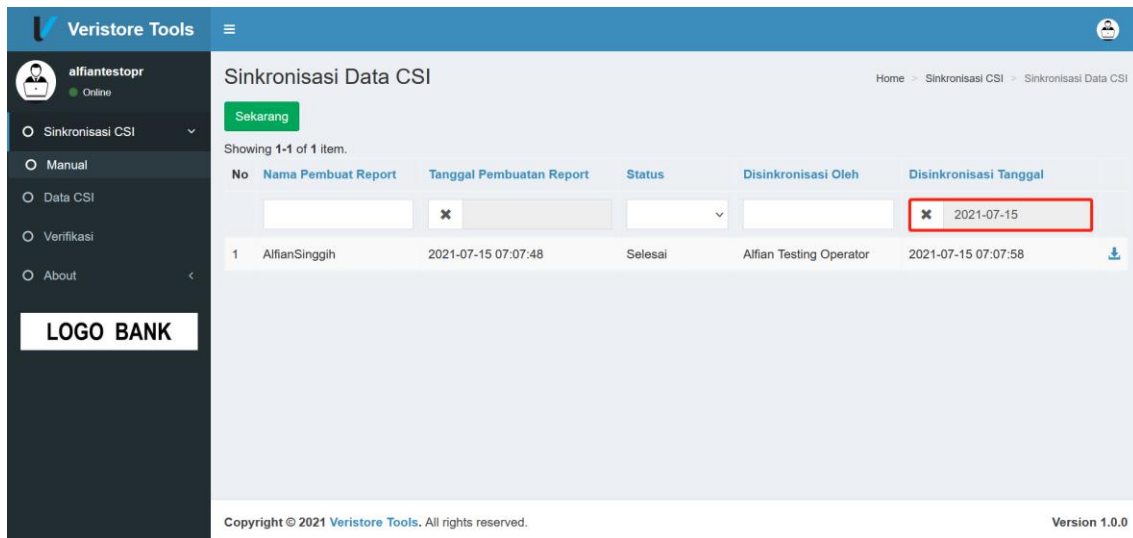 Veristore Tools
alfiantestopr
Online
Sinkronisasi CSI
Manual
Data CSI
Verifikasi
About
LOGO BANK
Sinkronisasi Data CSI
Home > Sinkronisasi CSI > Sinkronisasi Data CSI
Sekarang
Showing 1-1 of 1 item.
No Nama Pembuat Report Tanggal Pembuatan Report Status Disinkronisasi Oleh Disinkronisasi Tanggal
2021-07-15
1 AlfianSinggih 2021-07-15 07:07:48 Selesai Alfian Testing Operator 2021-07-15 07:07:58
Copyright © 2021 Veristore Tools. All rights reserved. Version 1.0.0